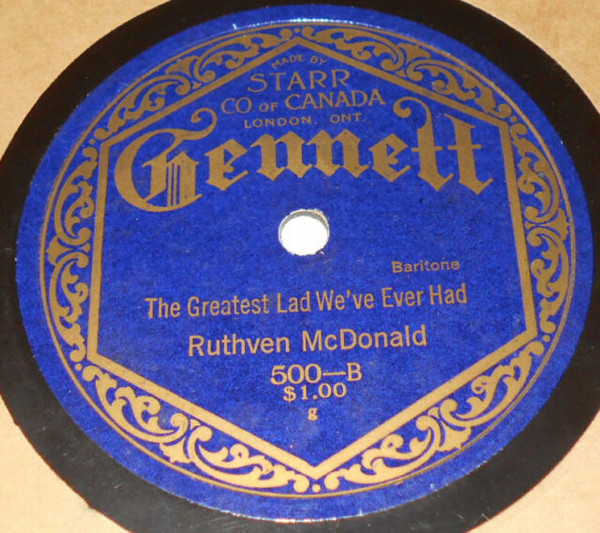 MADE BY
STARR
CO OF CANADA
LONDON, ONT.
Gennett
Baritone
The Greatest Lad We've Ever Had
Ruthven McDonald
500—B
$1.00
g